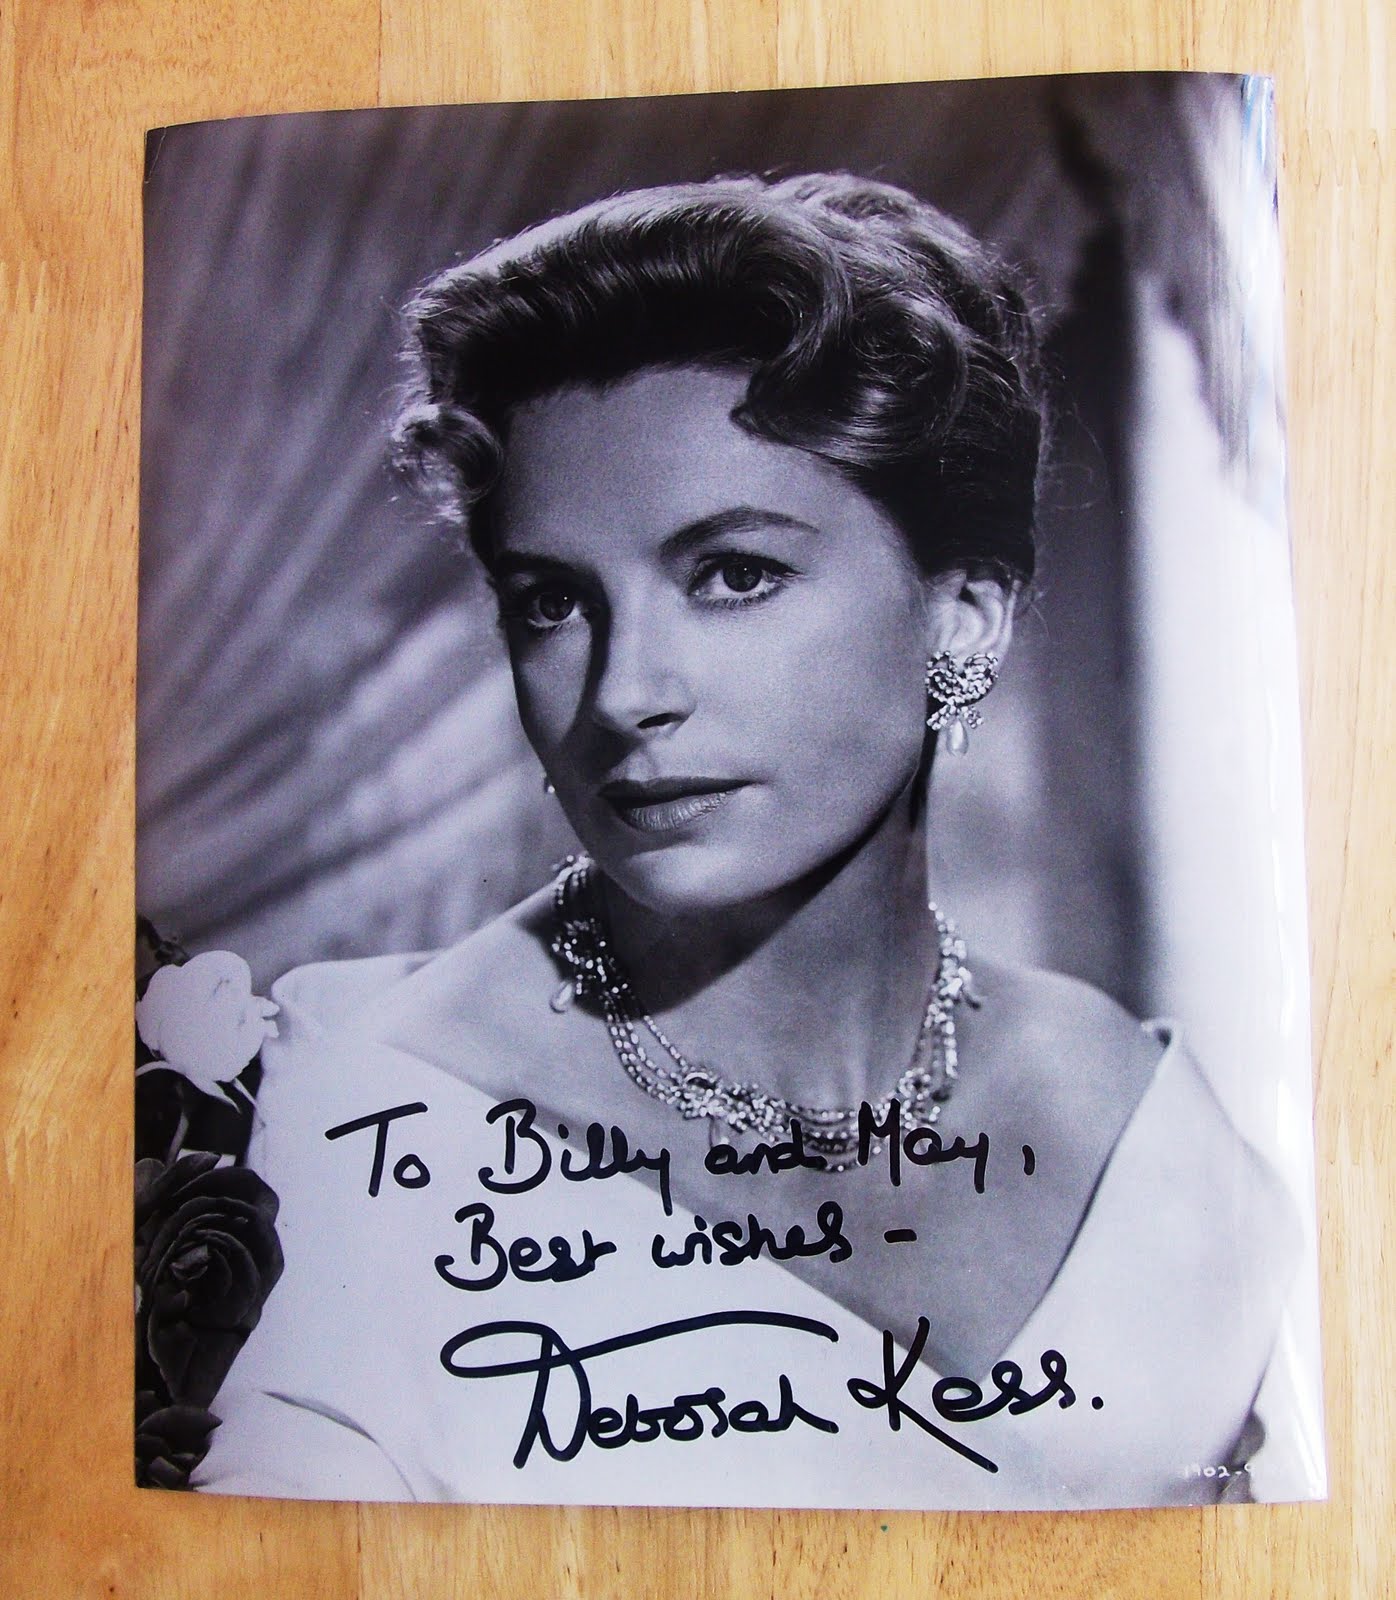 To Billy and May,
Best wishes -
Deborah Kerr.